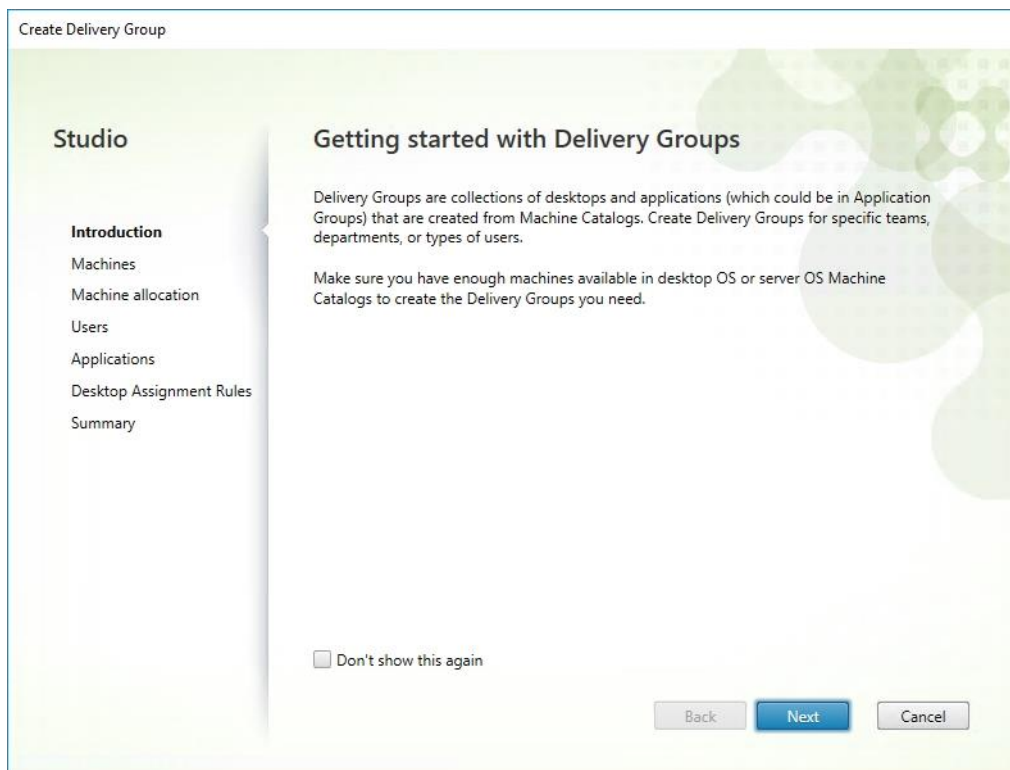 Create Delivery Group
Studio
Introduction
Machines
Machine allocation
Users
Applications
Desktop Assignment Rules
Summary
Getting started with Delivery Groups
Delivery Groups are collections of desktops and applications (which could be in Application
Groups) that are created from Machine Catalogs. Create Delivery Groups for specific teams,
departments, or types of users.
Make sure you have enough machines available in desktop OS or server OS Machine
Catalogs to create the Delivery Groups you need.
Don't show this again
Back
Next
Cancel